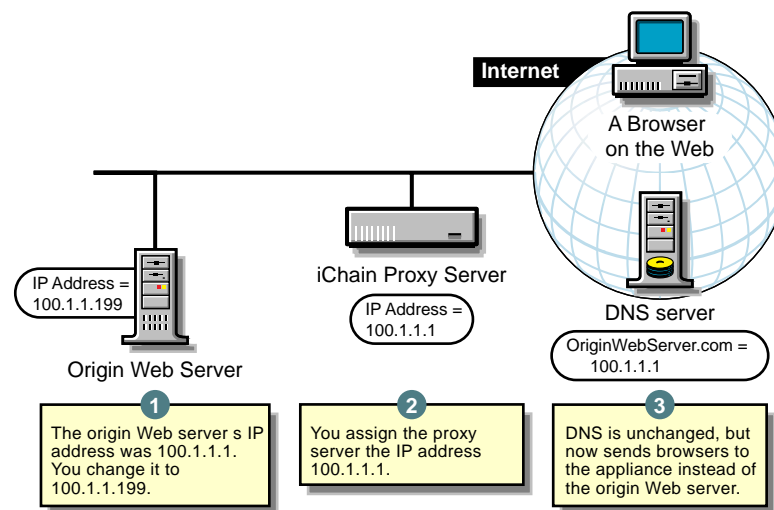 Internet
A Browser
on the Web
IP Address =
100.1.1.199
Origin Web Server
iChain Proxy Server
IP Address =
100.1.1.1
DNS server
OriginWebServer.com =
100.1.1.1
1
The origin Web server s IP
address was 100.1.1.1.
You change it to
100.1.1.199.
2
You assign the proxy
server the IP address
100.1.1.1.
3
DNS is unchanged, but
now sends browsers to
the appliance instead of
the origin Web server.